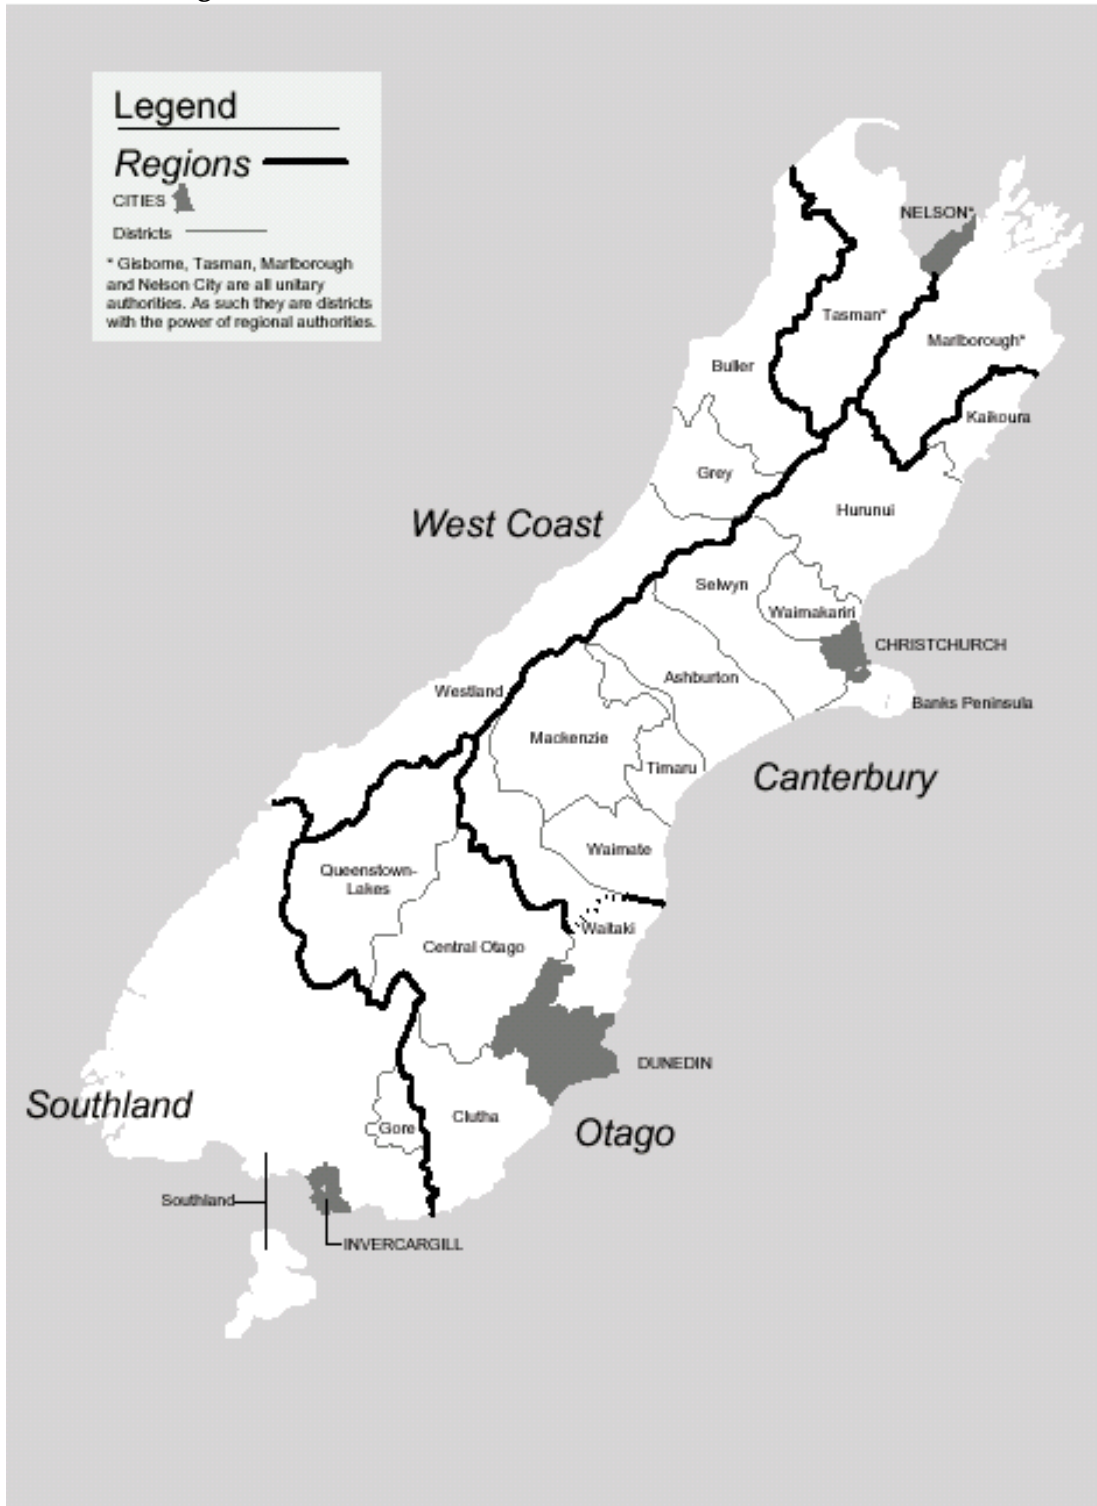 Legend
Regions
CITIES
Districts
* Gisborne, Tasman, Marlborough
and Nelson City are all unitary
authorities. As such they are districts
with the power of regional authorities.
NELSON*
Tasman*
Marlborough*
Buller
Kaikoura
Grey
Hurunui
West Coast
Selwyn
Waimakariri
CHRISTCHURCH
Ashburton
Westland
Banks Peninsula
Mackenzie
Timaru
Canterbury
Waimate
Queenstown-
Lakes
Waitaki
Central Otago
DUNEDIN
Southland
Clutha
Gore
Otago
Southland
INVERCARGILL